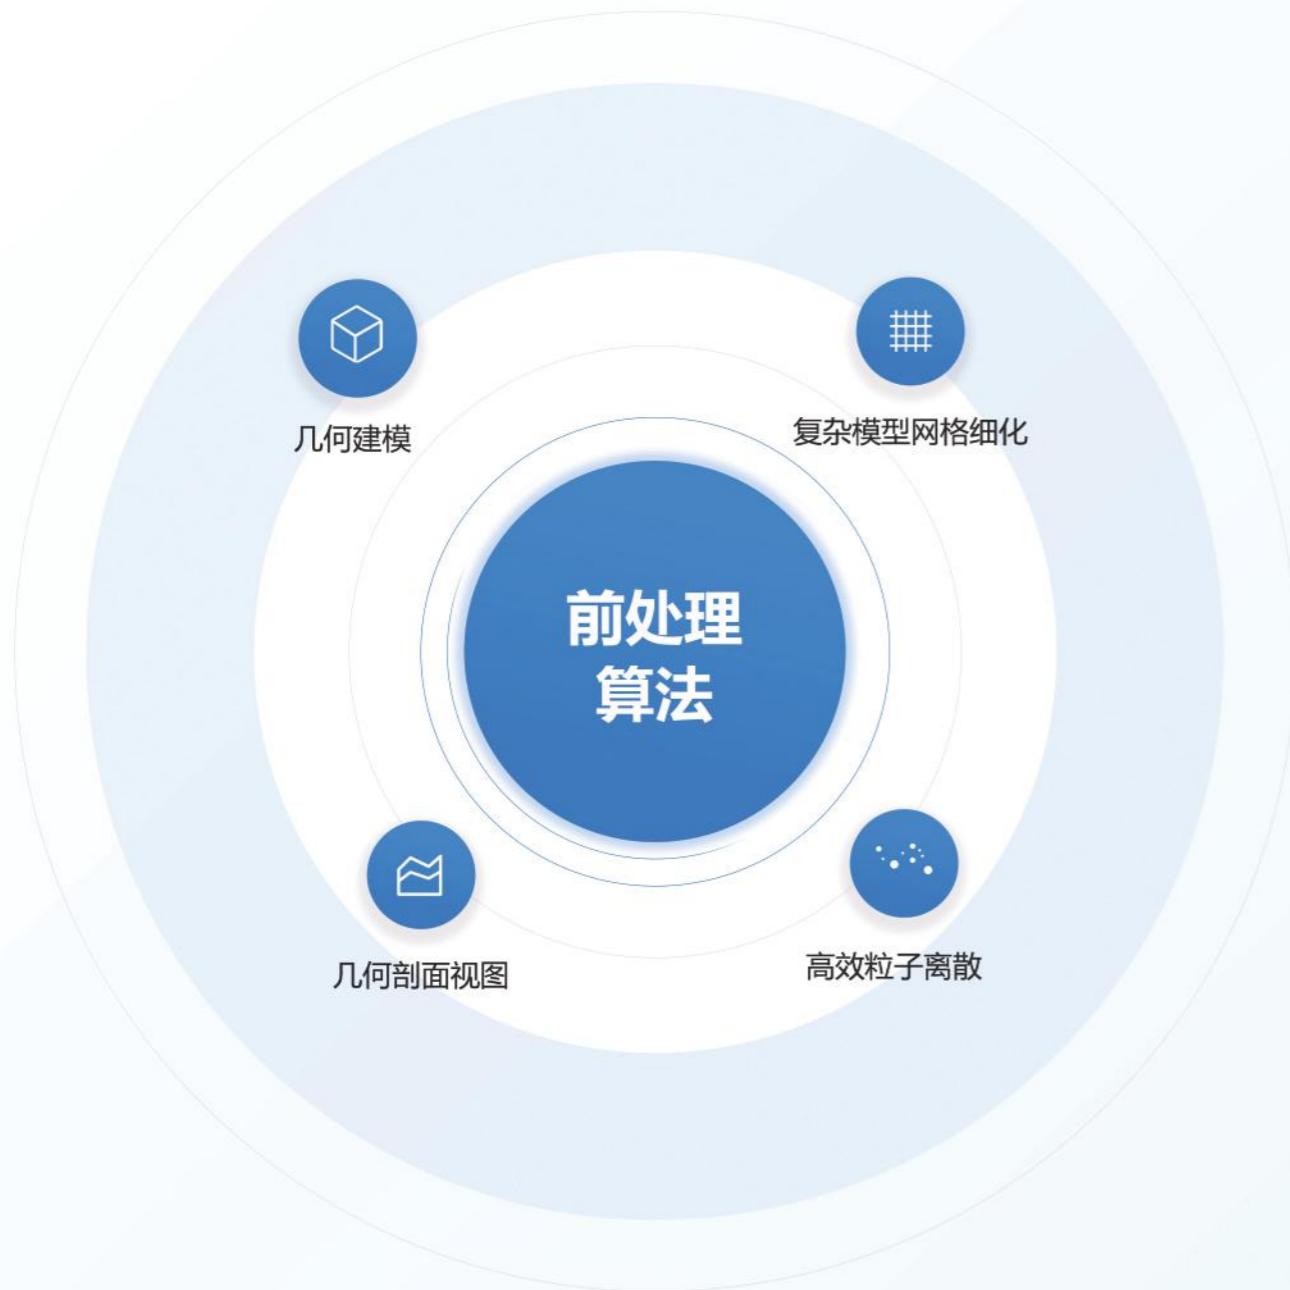 几何建模
复杂模型网格细化
前处理
算法
几何剖面视图
高效粒子离散